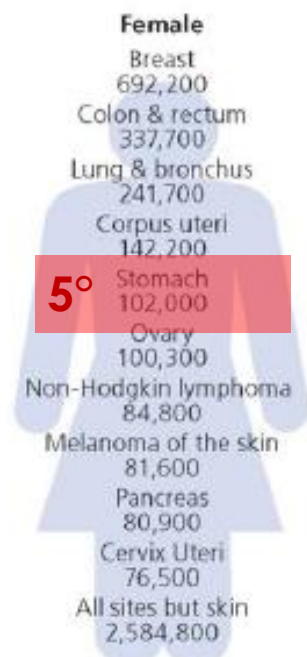 Female
Breast
692,200
Colon & rectum
337,700
Lung & bronchus
241,700
Corpus uteri
142,200
5° Stomach
102,000
Ovary
100,300
Non-Hodgkin lymphoma
84,800
Melanoma of the skin
81,600
Pancreas
80,900
Cervix Uteri
76,500
All sites but skin
2,584,800